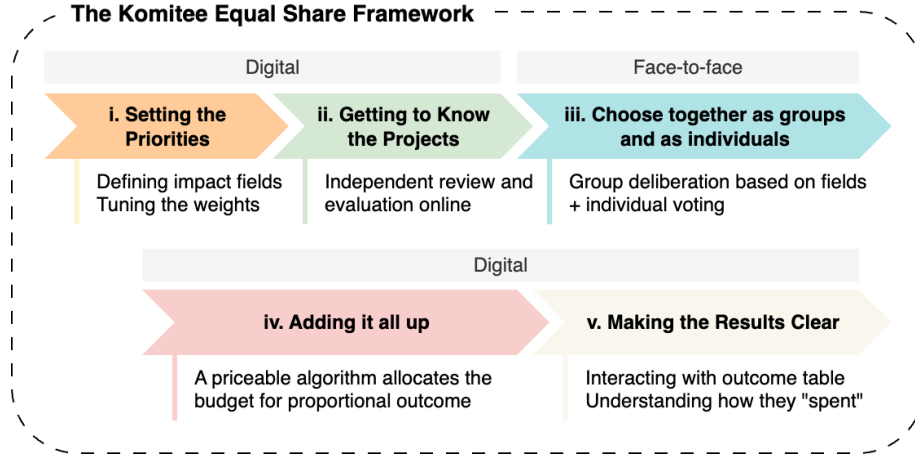 The Komitee Equal Share Framework
Digital
Face-to-face
i. Setting the
Priorities
ii. Getting to Know
the Projects
iii. Choose together as groups
and as individuals
Defining impact fields
Tuning the weights
Independent review and
evaluation online
Group deliberation based on fields
+ individual voting
Digital
iv. Adding it all up
v. Making the Results Clear
A priceable algorithm allocates the
budget for proportional outcome
Interacting with outcome table
Understanding how they "spent"